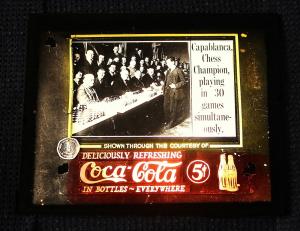 Capablanca,
Chess
Champion,
playing
in 30
games
simultane-
ously.
SHOWN THROUGH THE COURTESY OF
DELICIOUSLY REFRESHING
Coca-Cola 5¢
IN BOTTLES ~ EVERYWHERE